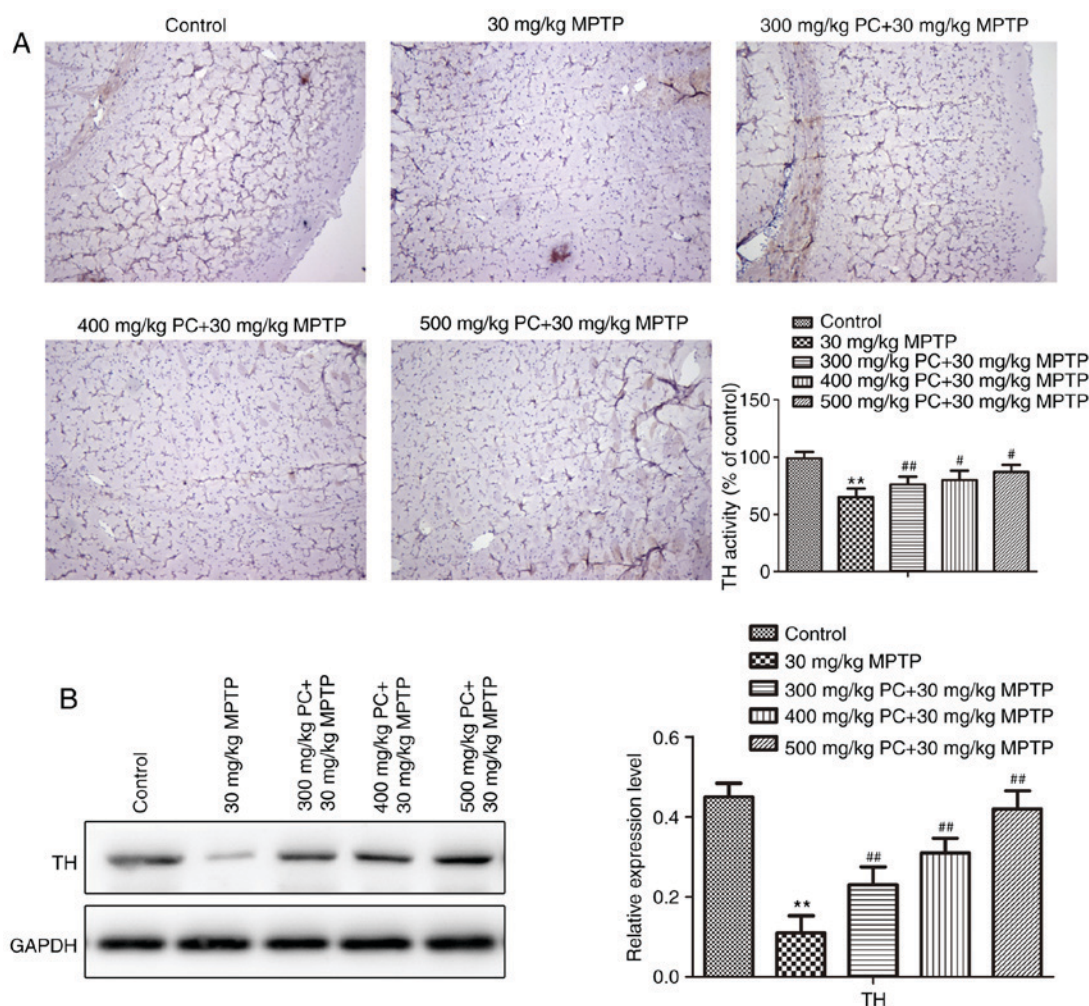 A
Control
30 mg/kg MPTP
300 mg/kg PC+30 mg/kg MPTP
400 mg/kg PC+30 mg/kg MPTP
500 mg/kg PC+30 mg/kg MPTP
Control
30 mg/kg MPTP
300 mg/kg PC+30 mg/kg MPTP
400 mg/kg PC+30 mg/kg MPTP
500 mg/kg PC+30 mg/kg MPTP
TH activity (% of control)
150
100
50
0
**
##
#
#
B
Control
30 mg/kg MPTP
300 mg/kg PC+
30 mg/kg MPTP
400 mg/kg PC+
30 mg/kg MPTP
500 mg/kg PC+
30 mg/kg MPTP
TH
GAPDH
Control
30 mg/kg MPTP
300 mg/kg PC+30 mg/kg MPTP
400 mg/kg PC+30 mg/kg MPTP
500 mg/kg PC+30 mg/kg MPTP
Relative expression level
0.6
0.4
0.2
0.0
**
##
##
##
TH